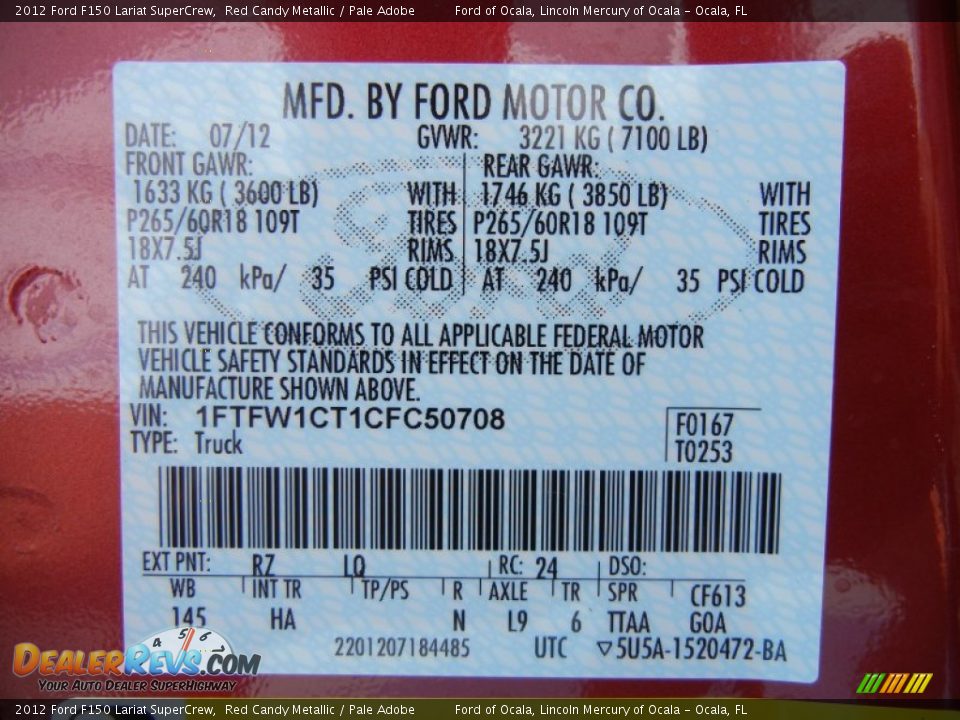 2012 Ford F150 Lariat SuperCrew,  Red Candy Metallic / Pale Adobe  Ford of Ocala, Lincoln Mercury of Ocala - Ocala, FL
MFD. BY FORD MOTOR CO.
DATE: 07/12 GVWR: 3221 KG ( 7100 LB)
FRONT GAWR: REAR GAWR:
1633 KG ( 3600 LB) WITH 1746 KG ( 3850 LB) WITH
P265/60R18 109T TIRES P265/60R18 109T TIRES
18X7.5J RIMS 18X7.5J RIMS
AT 240 kPa/ 35 PSI COLD AT 240 kPa/ 35 PSI COLD
Ford
THIS VEHICLE CONFORMS TO ALL APPLICABLE FEDERAL MOTOR
VEHICLE SAFETY STANDARDS IN EFFECT ON THE DATE OF
MANUFACTURE SHOWN ABOVE.
VIN: 1FTFW1CT1CFC50708 F0167
TYPE: Truck T0253
EXT PNT: RZ LQ RC: 24 DSO:
WB INT TR TP/PS R AXLE TR SPR CF613
145 HA N L9 6 TTAA GOA
2201207184485 UTC ▽5U5A-1520472-BA
4 5 6
DEALERREVS.COM
YOUR AUTO DEALER SUPERHIGHWAY
2012 Ford F150 Lariat SuperCrew,  Red Candy Metallic / Pale Adobe  Ford of Ocala, Lincoln Mercury of Ocala - Ocala, FL